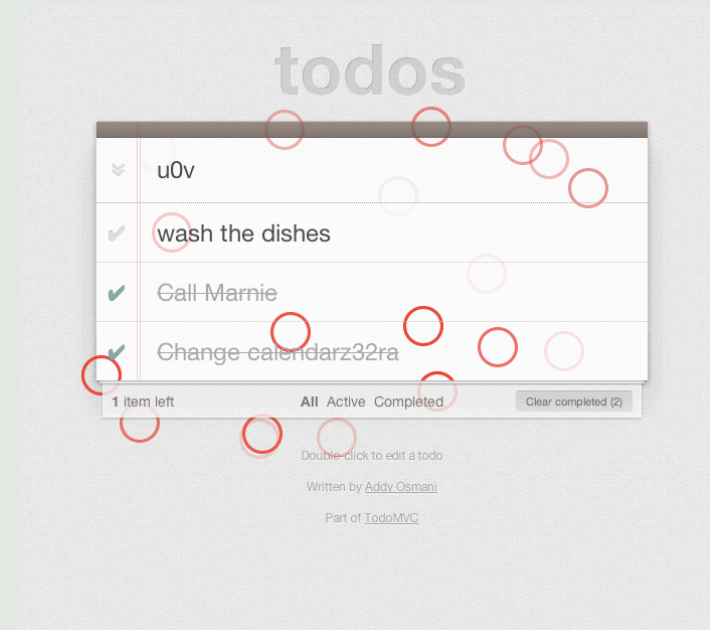 todos
u0v
wash the dishes
Call Marnie
Change calendarz32ra
1 item left All Active Completed Clear completed (2)
Double-click to edit a todo
Written by Addy Osmani
Part of TodoMVC